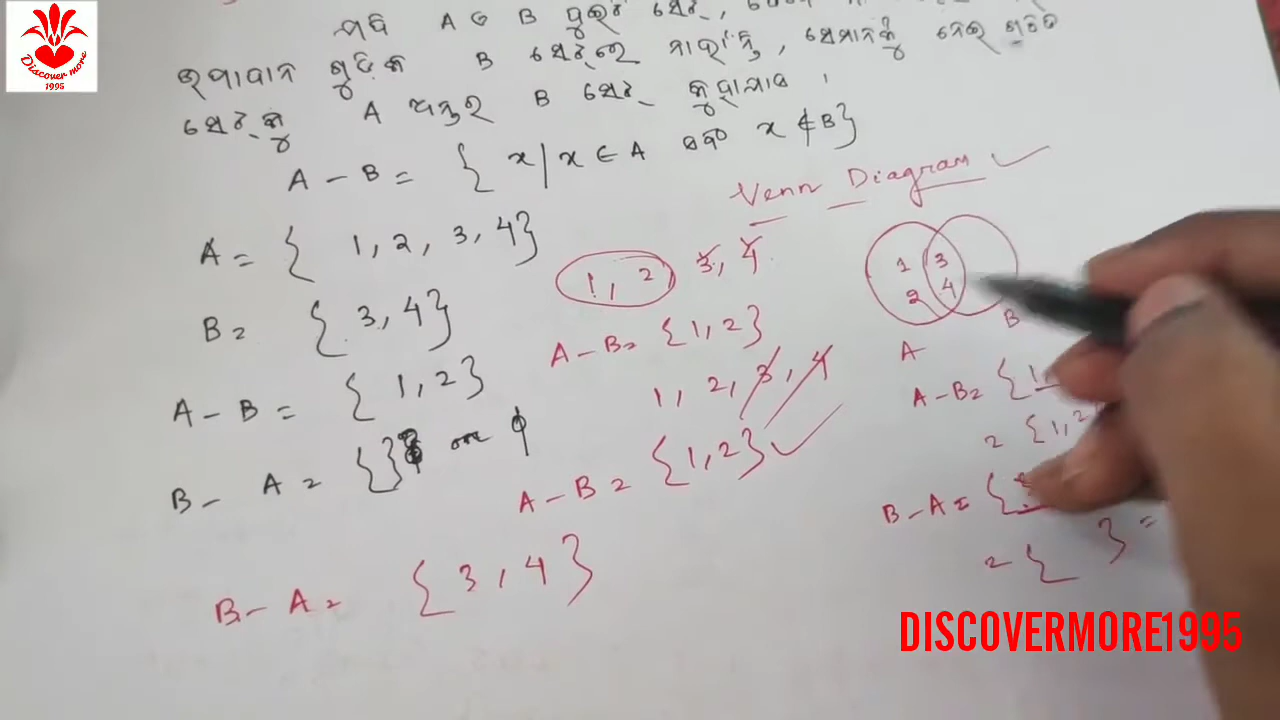 ଯଦି A ଓ B ଦୁଇଟି ସେଟ୍,
ଉପାଦାନ ଗୁଡ଼ିକ B ସେଟ୍‌ରେ ନାହାଁନ୍ତି, ସେମାନଙ୍କୁ ନେଇ ଗଠିତ
ସେଟ୍‌କୁ A ଅନ୍ତର B ସେଟ୍ କୁହାଯାଏ ।
A - B = { x | x ∈ A ଏବଂ x ∉ B}
Venn Diagram ✓
A = { 1, 2, 3, 4}
B = {3, 4}
A - B = {1, 2}
B - A = {} or ϕ
1, 2 3, 4
A - B = {1, 2}
1, 2, 3, 4
A - B = {1, 2} ✓
B - A = {3, 4}
1 3
2 4
A B
A - B = {1,
= {1, 2
B - A = {
= { } =
Discover more
1995
DISCOVERMORE1995